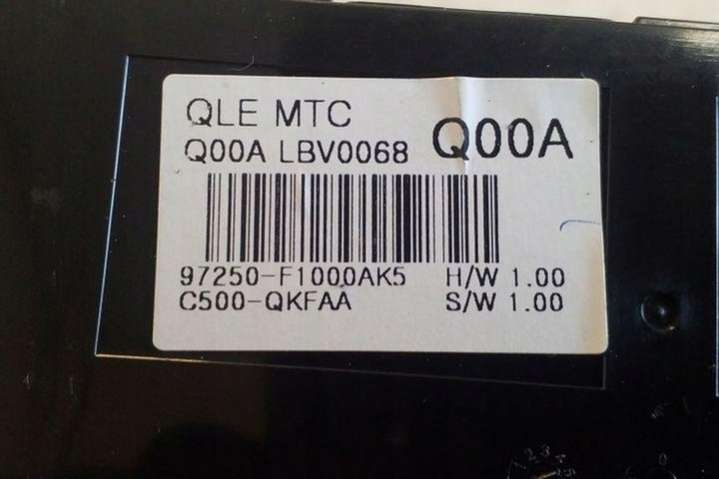 QLE MTC
Q00A LBV0068 Q00A
97250-F1000AK5 H/W 1.00
C500-QKFAA S/W 1.00